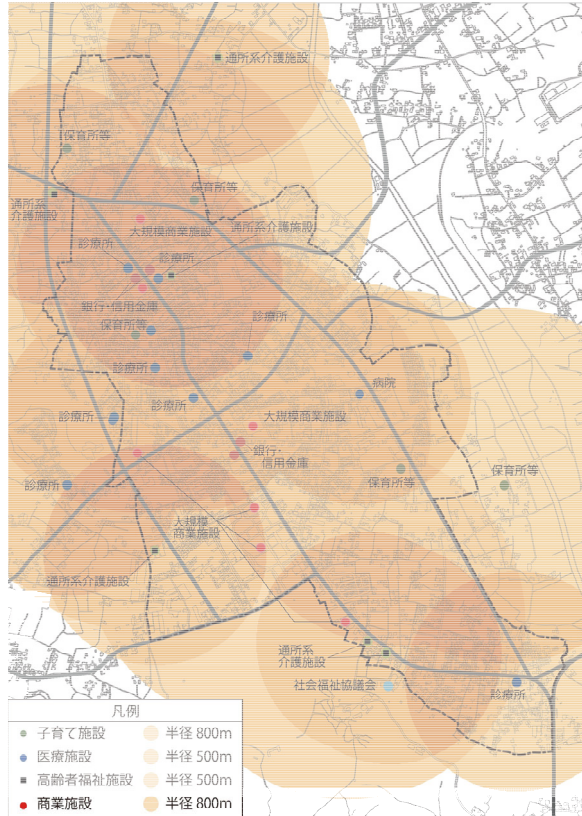 通所系介護施設
保育所等
保育所等
通所系
介護施設
大規模商業施設
通所系介護施設
診療所
診療所
銀行・信用金庫
診療所
保育所等
診療所
病院
診療所
大規模商業施設
診療所
銀行・
信用金庫
保育所等
保育所等
診療所
大規模
商業施設
通所系介護施設
通所系
介護施設
社会福祉協議会
診療所
凡例
子育て施設 半径 800m
医療施設 半径 500m
高齢者福祉施設 半径 500m
商業施設 半径 800m